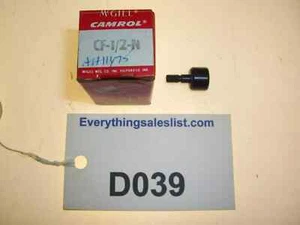 McGILL
CAMROL
CF-1/2-N
Everythingsaleslist.com
D039